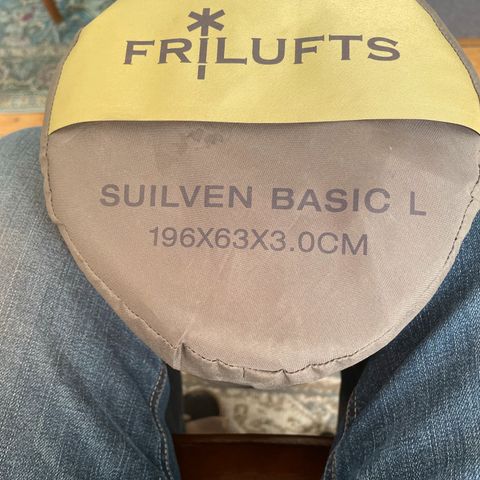 FRILUFTS
SUILVEN BASIC L
196X63X3.0CM